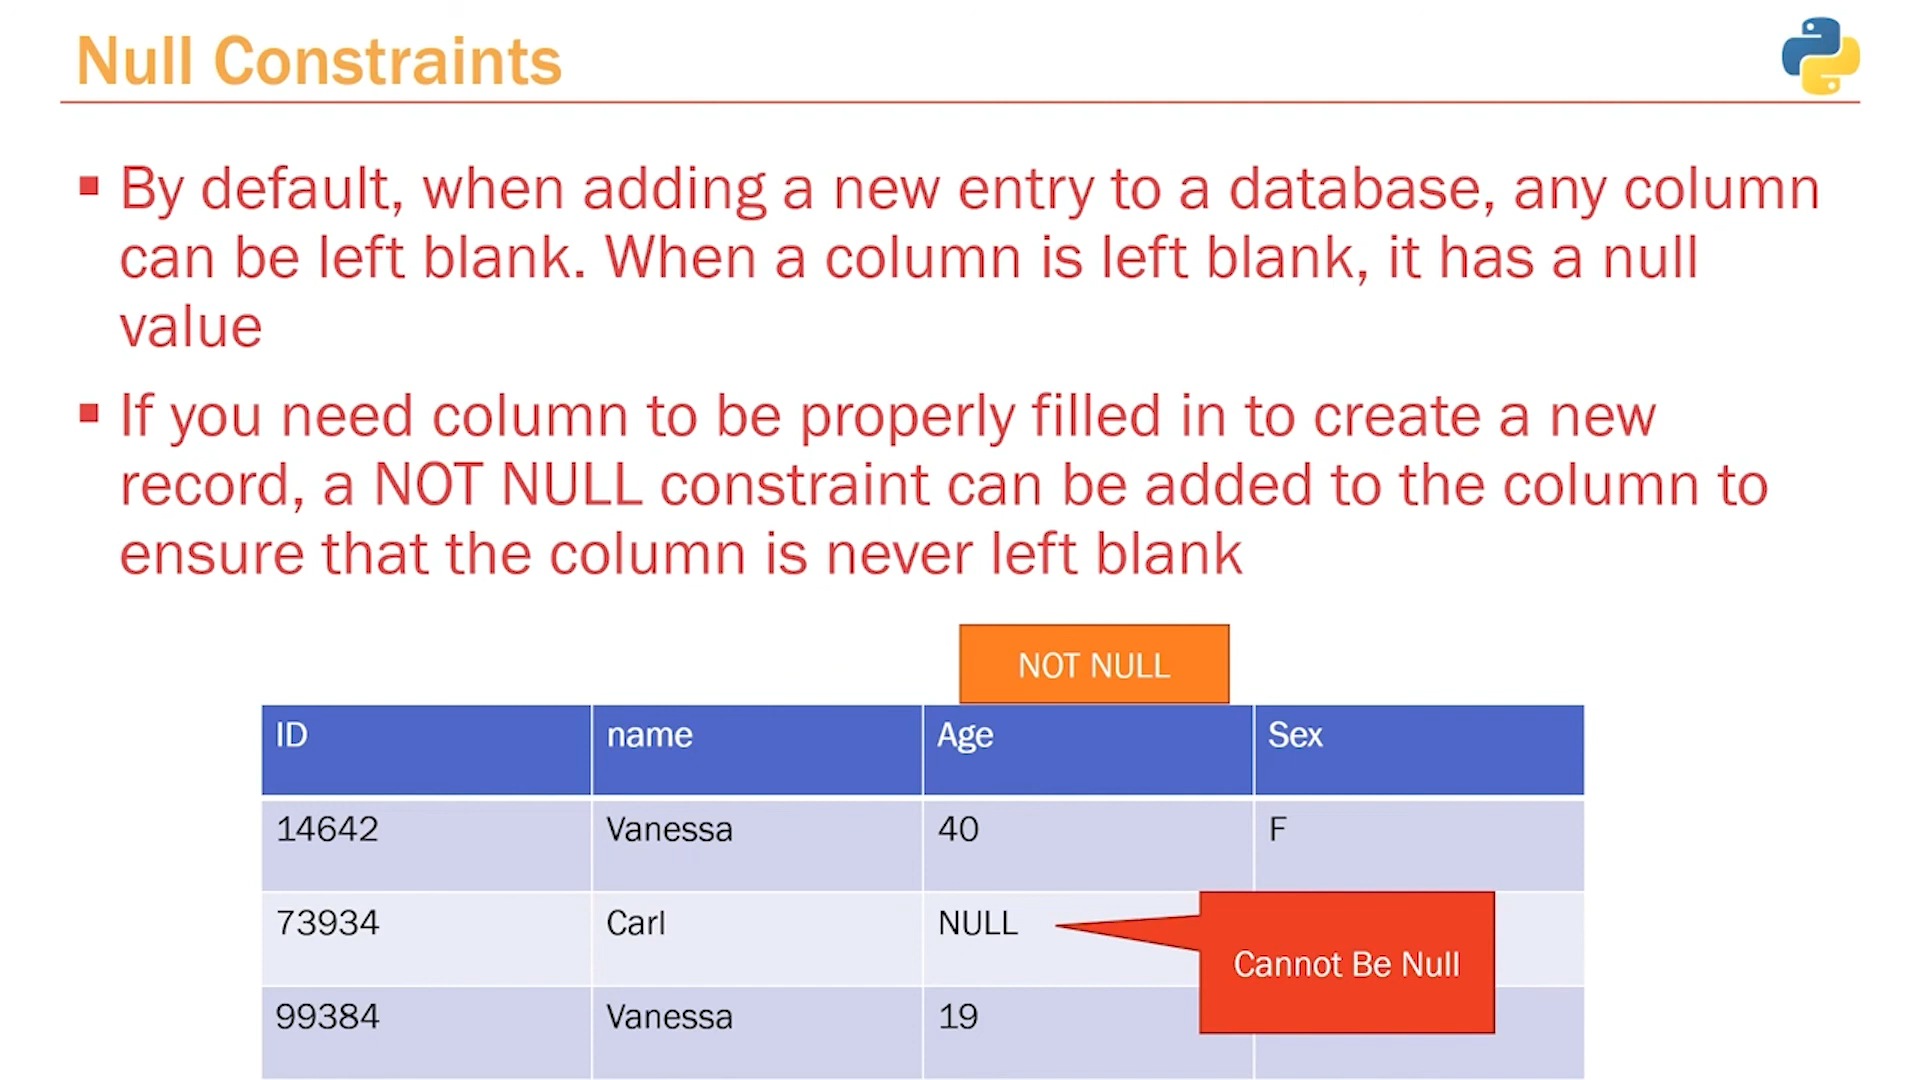 Null Constraints
▪ By default, when adding a new entry to a database, any column
can be left blank. When a column is left blank, it has a null
value
▪ If you need column to be properly filled in to create a new
record, a NOT NULL constraint can be added to the column to
ensure that the column is never left blank
NOT NULL
ID name Age Sex
14642 Vanessa 40 F
73934 Carl NULL
Cannot Be Null
99384 Vanessa 19